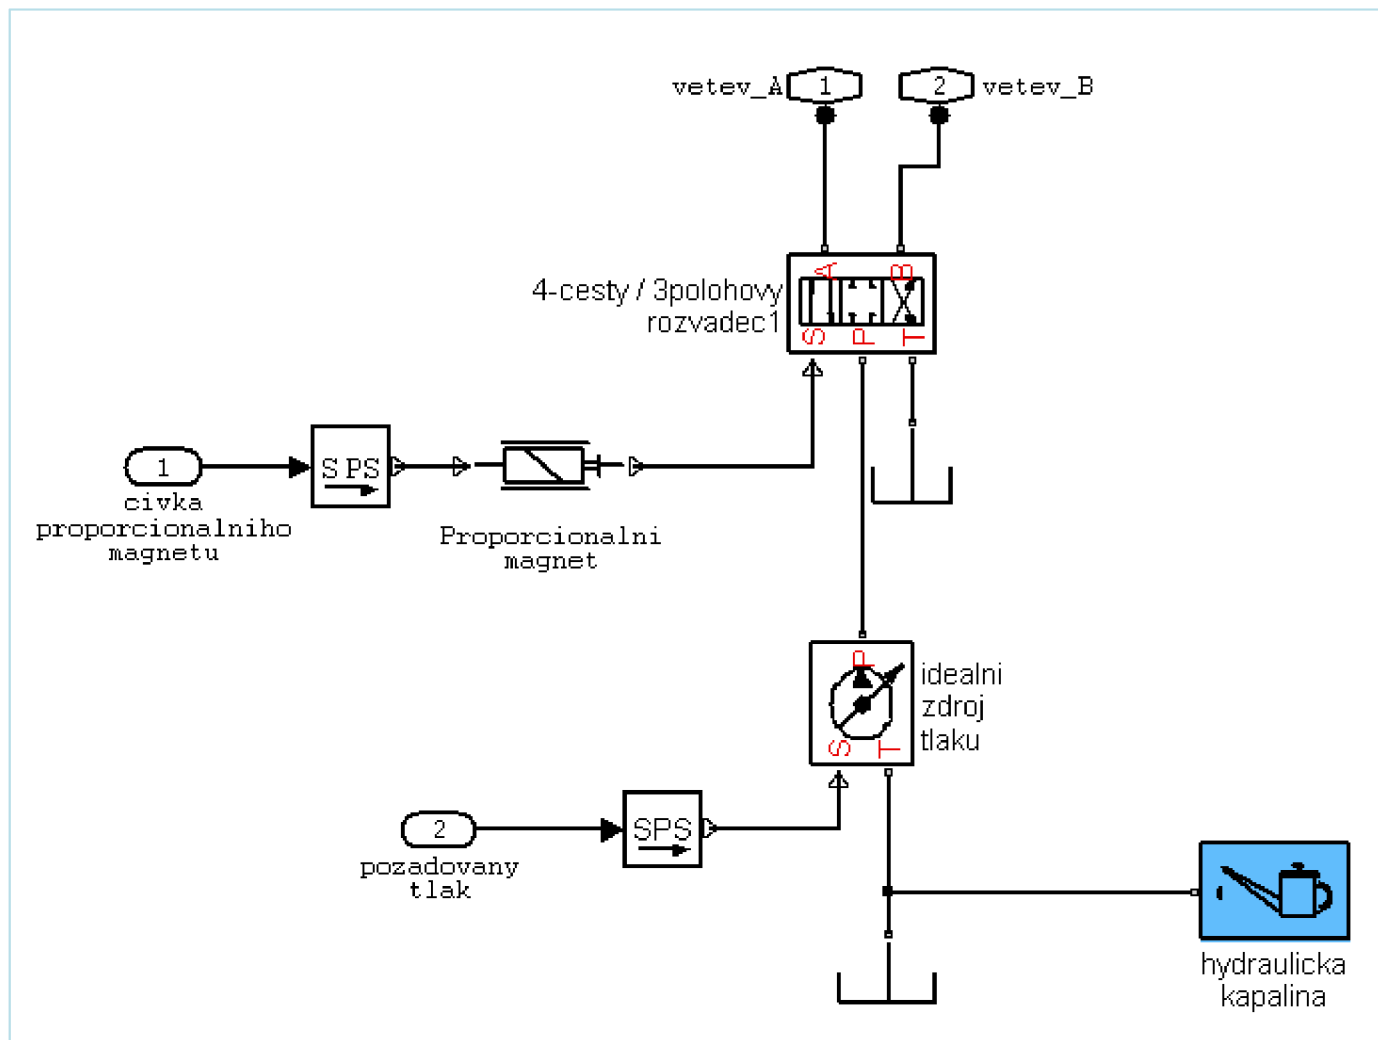 vetev_A 1 2 vetev_B
4-cesty / 3polohovy
rozvadec1
A B
S P T
1
S PS
civka
proporcionalniho
magnetu
Proporcionalni
magnet
P
S T
idealni
zdroj
tlaku
2
SPS
pozadovany
tlak
hydraulicka
kapalina